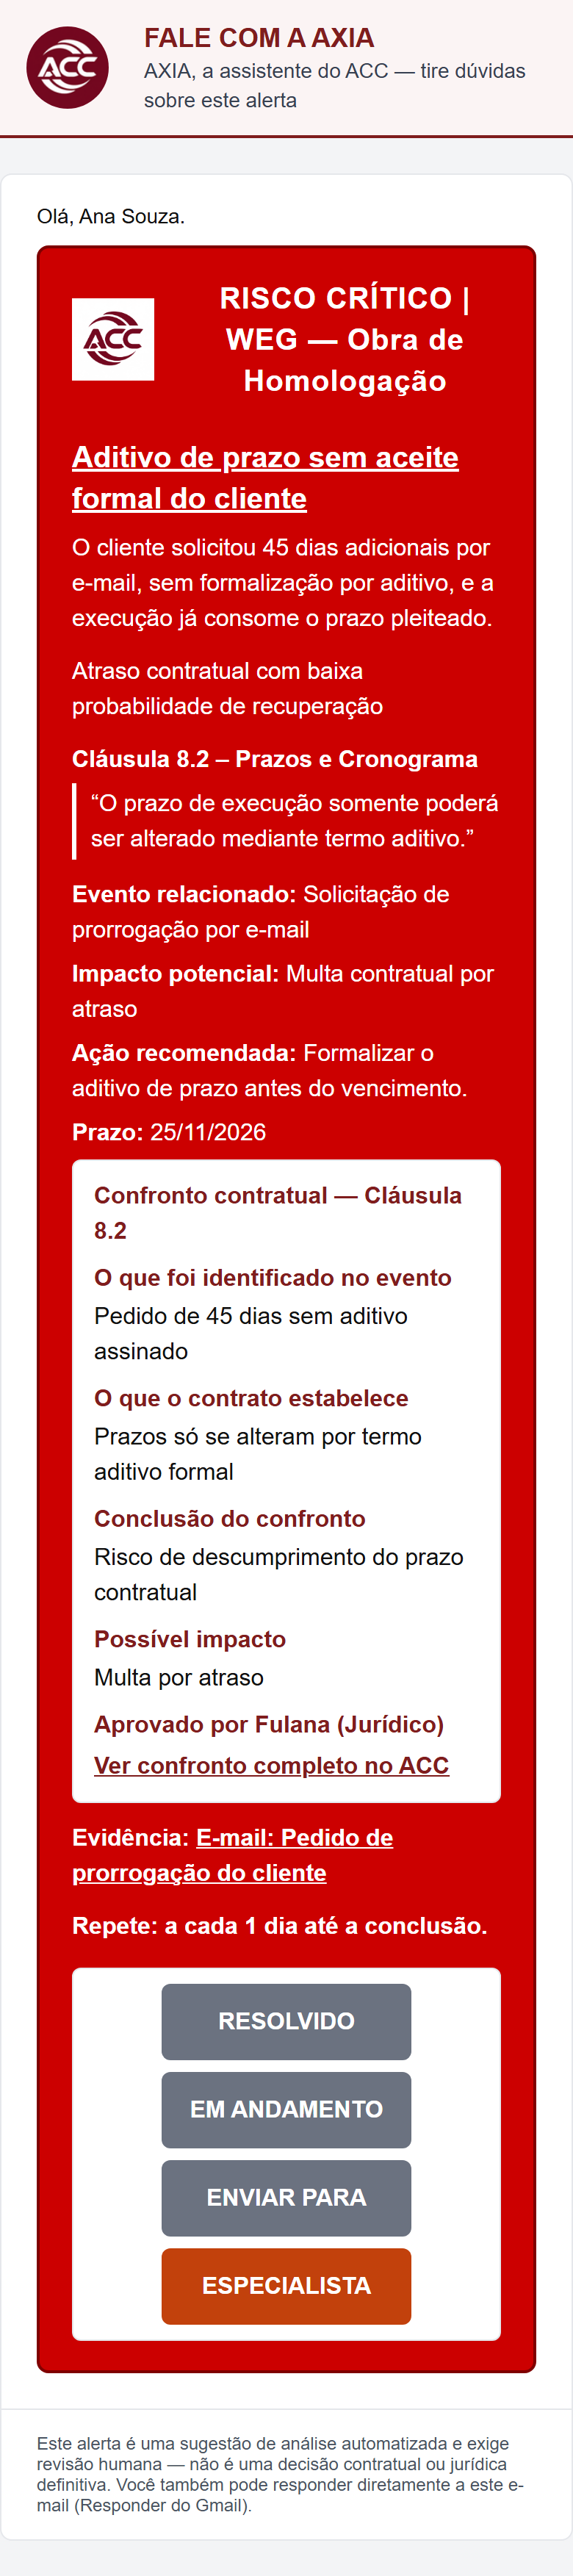 ACC
FALE COM A AXIA
AXIA, a assistente do ACC — tire dúvidas
sobre este alerta
Olá, Ana Souza.
ACC
RISCO CRÍTICO |
WEG — Obra de
Homologação
Aditivo de prazo sem aceite
formal do cliente
O cliente solicitou 45 dias adicionais por
e-mail, sem formalização por aditivo, e a
execução já consome o prazo pleiteado.
Atraso contratual com baixa
probabilidade de recuperação
Cláusula 8.2 – Prazos e Cronograma
“O prazo de execução somente poderá
ser alterado mediante termo aditivo.”
Evento relacionado: Solicitação de
prorrogação por e-mail
Impacto potencial: Multa contratual por
atraso
Ação recomendada: Formalizar o
aditivo de prazo antes do vencimento.
Prazo: 25/11/2026
Confronto contratual — Cláusula
8.2
O que foi identificado no evento
Pedido de 45 dias sem aditivo
assinado
O que o contrato estabelece
Prazos só se alteram por termo
aditivo formal
Conclusão do confronto
Risco de descumprimento do prazo
contratual
Possível impacto
Multa por atraso
Aprovado por Fulana (Jurídico)
Ver confronto completo no ACC
Evidência: E-mail: Pedido de
prorrogação do cliente
Repete: a cada 1 dia até a conclusão.
RESOLVIDO
EM ANDAMENTO
ENVIAR PARA
ESPECIALISTA
Este alerta é uma sugestão de análise automatizada e exige
revisão humana — não é uma decisão contratual ou jurídica
definitiva. Você também pode responder diretamente a este e-
mail (Responder do Gmail).